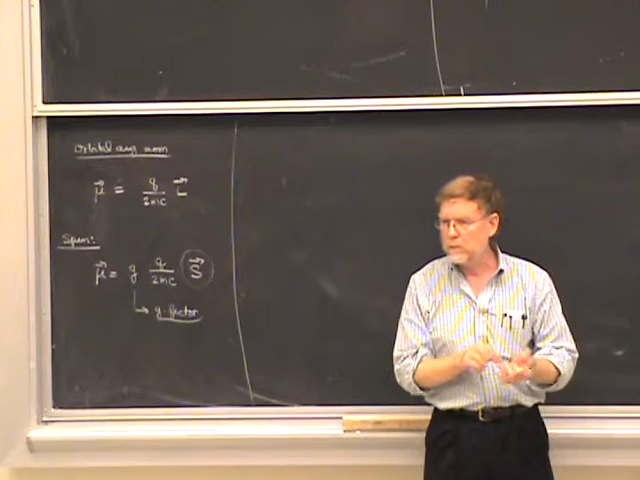 Orbital ang mom
μ⃗ = q/2mc L⃗
Spin:
μ⃗ = g q/2mc S⃗
↳ g-factor